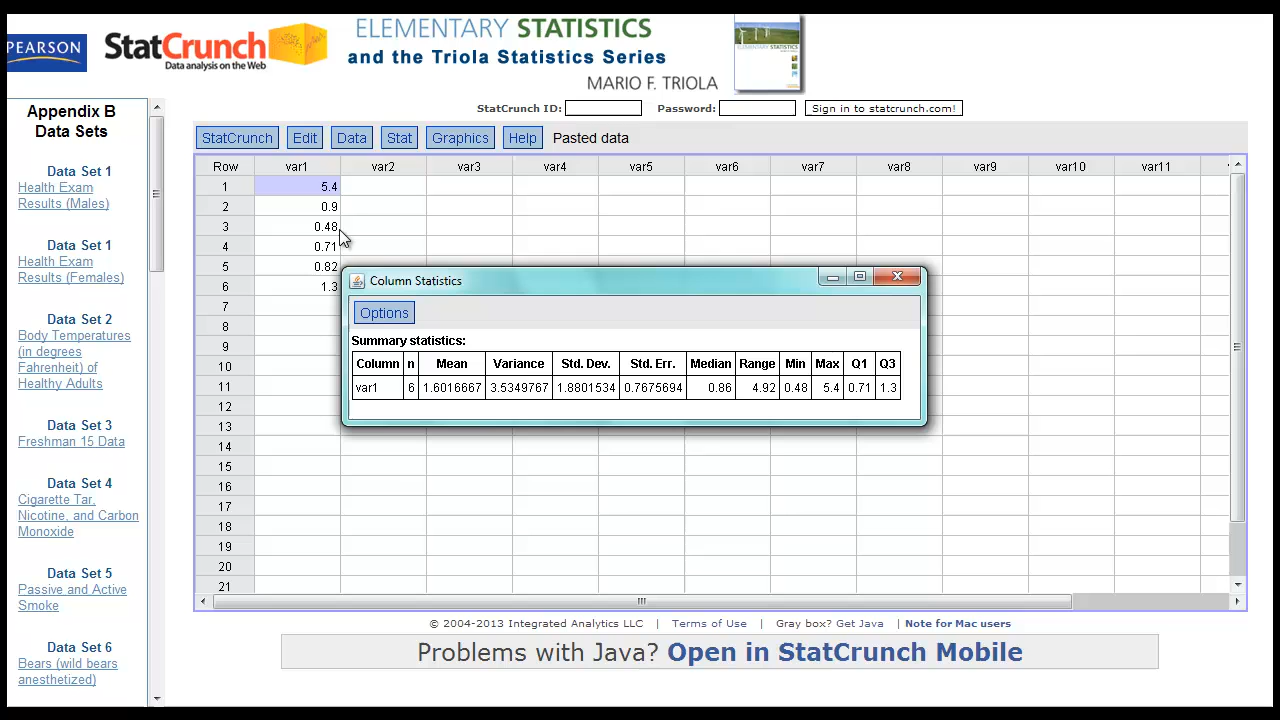 PEARSON
StatCrunch
Data analysis on the Web
ELEMENTARY STATISTICS
and the Triola Statistics Series
MARIO F. TRIOLA
StatCrunch ID: Password: Sign in to statcrunch.com!
Appendix B
Data Sets
Data Set 1
Health Exam
Results (Males)
Data Set 1
Health Exam
Results (Females)
Data Set 2
Body Temperatures
(in degrees
Fahrenheit) of
Healthy Adults
Data Set 3
Freshman 15 Data
Data Set 4
Cigarette Tar,
Nicotine, and Carbon
Monoxide
Data Set 5
Passive and Active
Smoke
Data Set 6
Bears (wild bears
anesthetized)
StatCrunch Edit Data Stat Graphics Help Pasted data
Row var1 var2 var3 var4 var5 var6 var7 var8 var9 var10 var11
1 5.4
2 0.9
3 0.48
4 0.71
5 0.82
6 1.3
7
8
9
10
11
12
13
14
15
16
17
18
19
20
21
Column Statistics
Options
Summary statistics:
Column n Mean Variance Std. Dev. Std. Err. Median Range Min Max Q1 Q3
var1 6 1.6016667 3.5349767 1.8801534 0.7675694 0.86 4.92 0.48 5.4 0.71 1.3
© 2004-2013 Integrated Analytics LLC | Terms of Use | Gray box? Get Java | Note for Mac users
Problems with Java? Open in StatCrunch Mobile